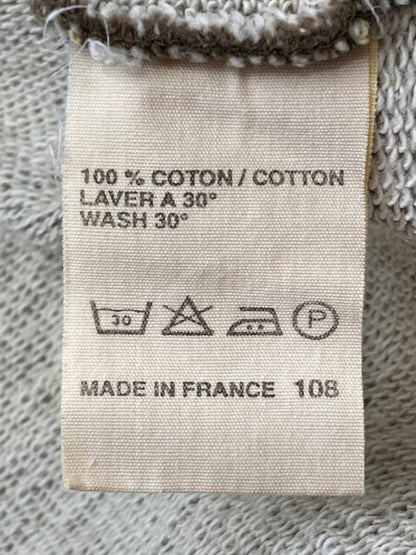 100 % COTON / COTTON
LAVER A 30°
WASH 30°
30 P
MADE IN FRANCE 108